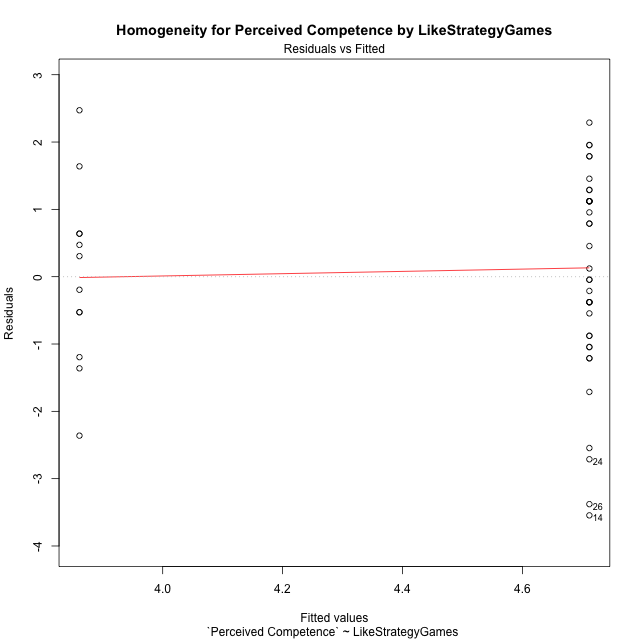 Homogeneity for Perceived Competence by LikeStrategyGames
Residuals vs Fitted
3
2
1
0
-1
-2
-3
-4
Residuals
24
26
14
4.0 4.2 4.4 4.6
Fitted values
`Perceived Competence` ~ LikeStrategyGames